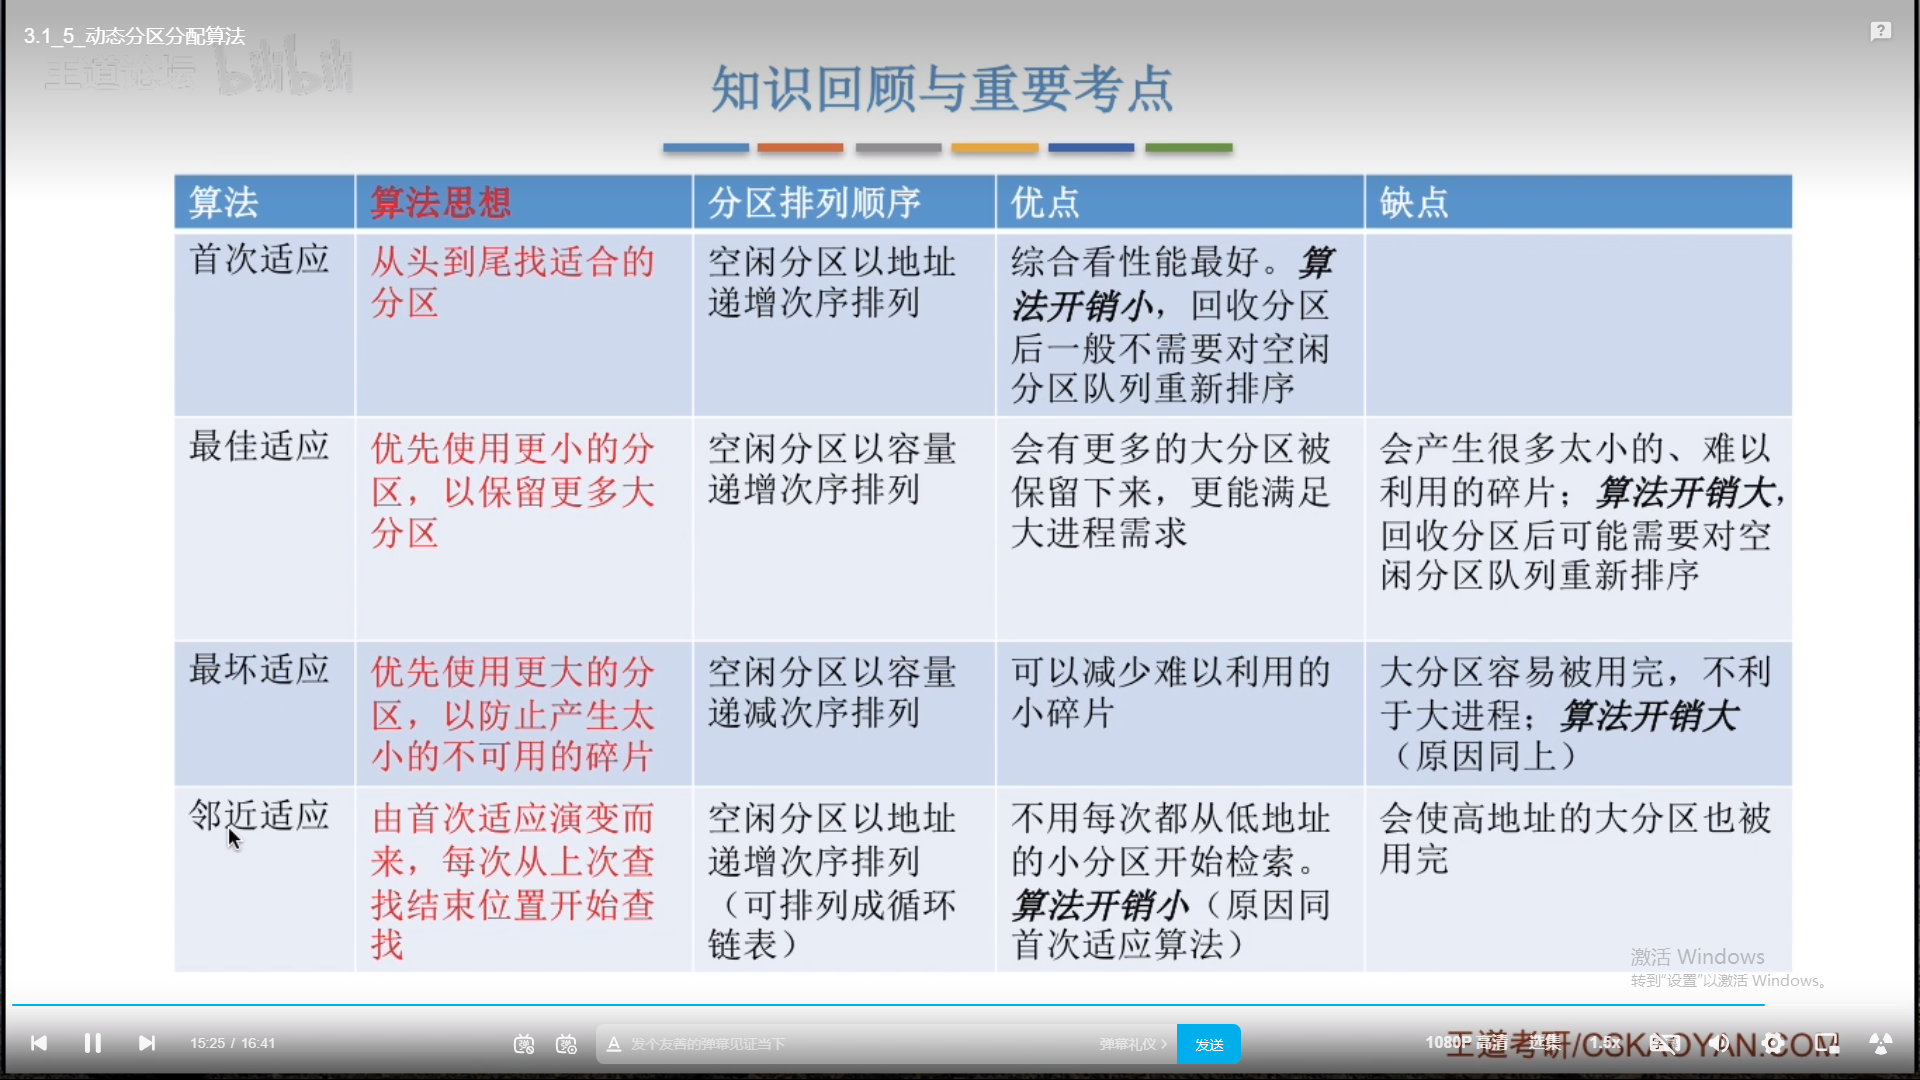 3.1_5_动态分区分配算法
王道论坛 bilibili
知识回顾与重要考点
算法 算法思想 分区排列顺序 优点 缺点
首次适应
从头到尾找适合的
分区
空闲分区以地址
递增次序排列
综合看性能最好。算
法开销小，回收分区
后一般不需要对空闲
分区队列重新排序
最佳适应
优先使用更小的分
区，以保留更多大
分区
空闲分区以容量
递增次序排列
会有更多的大分区被
保留下来，更能满足
大进程需求
会产生很多太小的、难以
利用的碎片；算法开销大，
回收分区后可能需要对空
闲分区队列重新排序
最坏适应
优先使用更大的分
区，以防止产生太
小的不可用的碎片
空闲分区以容量
递减次序排列
可以减少难以利用的
小碎片
大分区容易被用完，不利
于大进程；算法开销大
（原因同上）
邻近适应
由首次适应演变而
来，每次从上次查
找结束位置开始查
找
空闲分区以地址
递增次序排列
（可排列成循环
链表）
不用每次都从低地址
的小分区开始检索。
算法开销小（原因同
首次适应算法）
会使高地址的大分区也被
用完
激活 Windows
转到"设置"以激活 Windows。
15:25 / 16:41
发个友善的弹幕见证当下
弹幕礼仪 >
发送
1080P 高清
选集
1.5x
王道考研/CSKAOYAN.COM